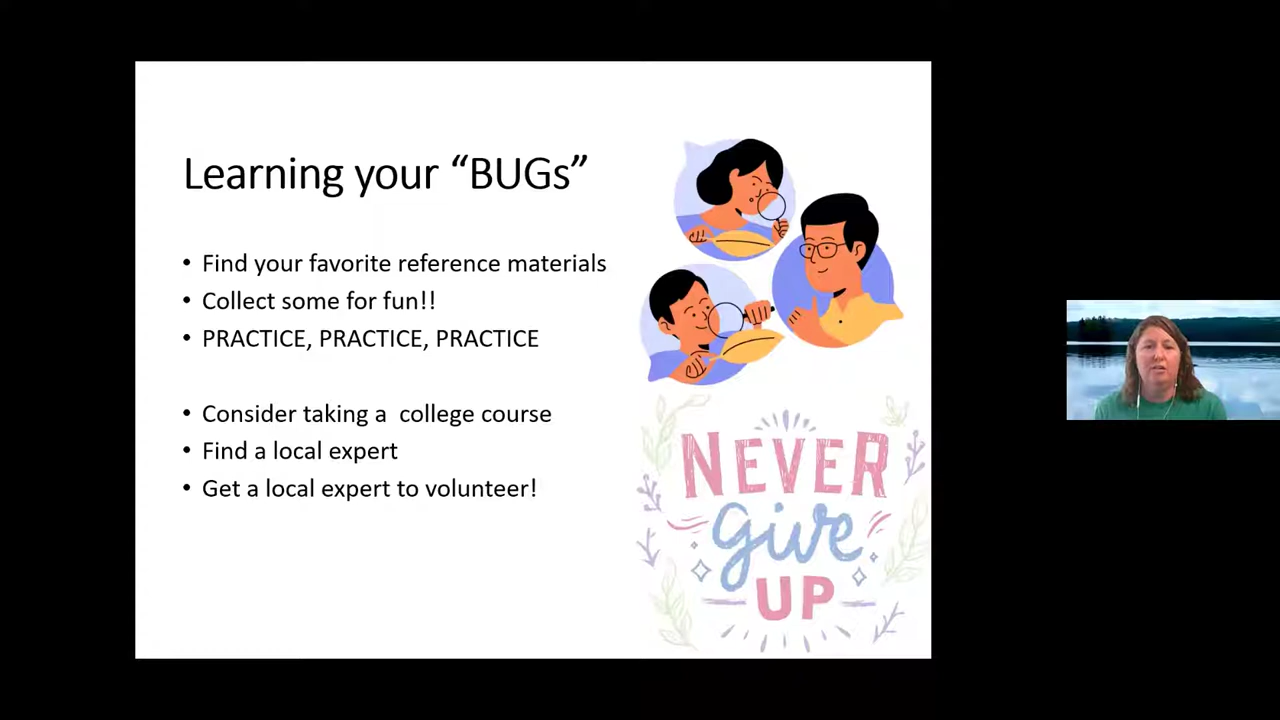 Learning your “BUGs”
• Find your favorite reference materials
• Collect some for fun!!
• PRACTICE, PRACTICE, PRACTICE
• Consider taking a  college course
• Find a local expert
• Get a local expert to volunteer!
NEVER
give
UP